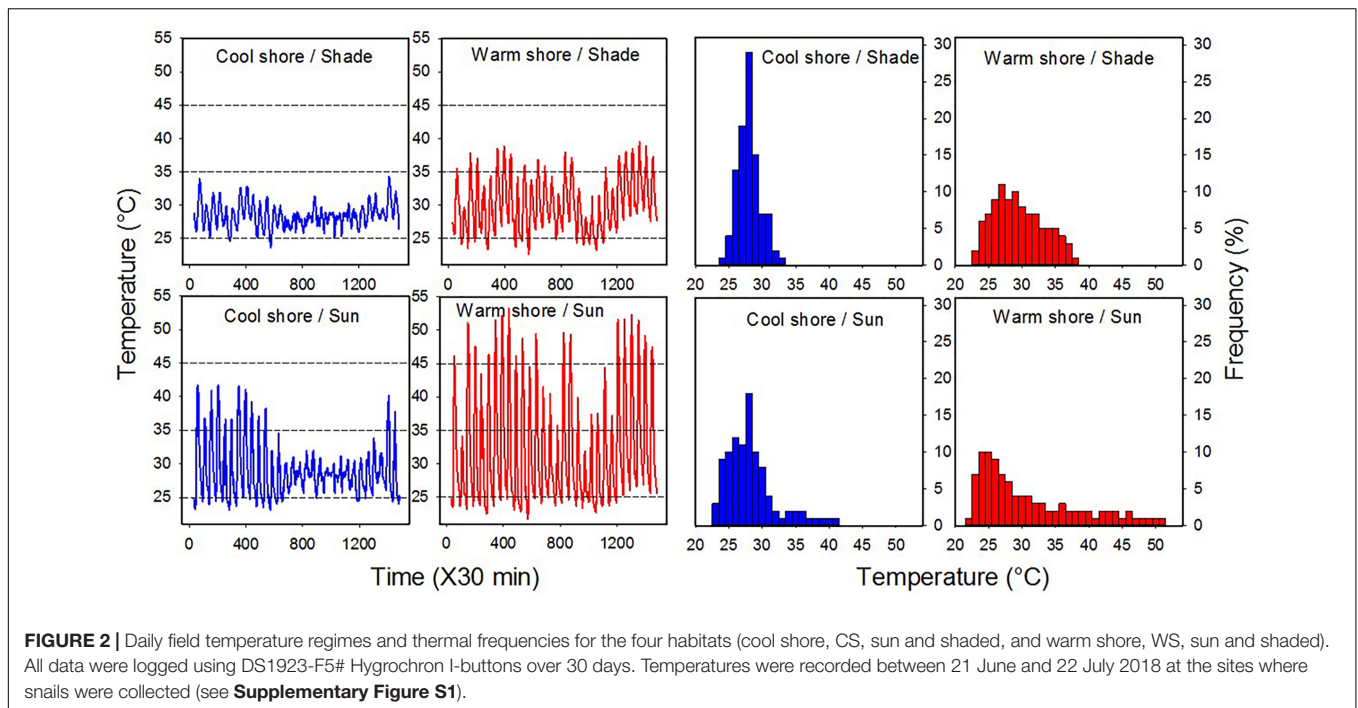 Cool shore / Shade
Warm shore / Shade
Cool shore / Shade
Warm shore / Shade
55
50
45
40
35
30
25
55
50
45
40
35
30
25
30
25
20
15
10
5
0
30
25
20
15
10
5
0
0 400 800 1200
0 400 800 1200
20 25 30 35 40 45 50
20 25 30 35 40 45 50
Temperature (°C)
Frequency (%)
Cool shore / Sun
Warm shore / Sun
Cool shore / Sun
Warm shore / Sun
55
50
45
40
35
30
25
55
50
45
40
35
30
25
30
20
10
5
0
30
25
20
15
10
5
0
0 400 800 1200
0 400 800 1200
20 25 30 35 40 45 50
20 25 30 35 40 45 50
Time (X30 min)
Temperature (°C)
FIGURE 2 | Daily field temperature regimes and thermal frequencies for the four habitats (cool shore, CS, sun and shaded, and warm shore, WS, sun and shaded).
All data were logged using DS1923-F5# Hygrochron I-buttons over 30 days. Temperatures were recorded between 21 June and 22 July 2018 at the sites where
snails were collected (see Supplementary Figure S1).